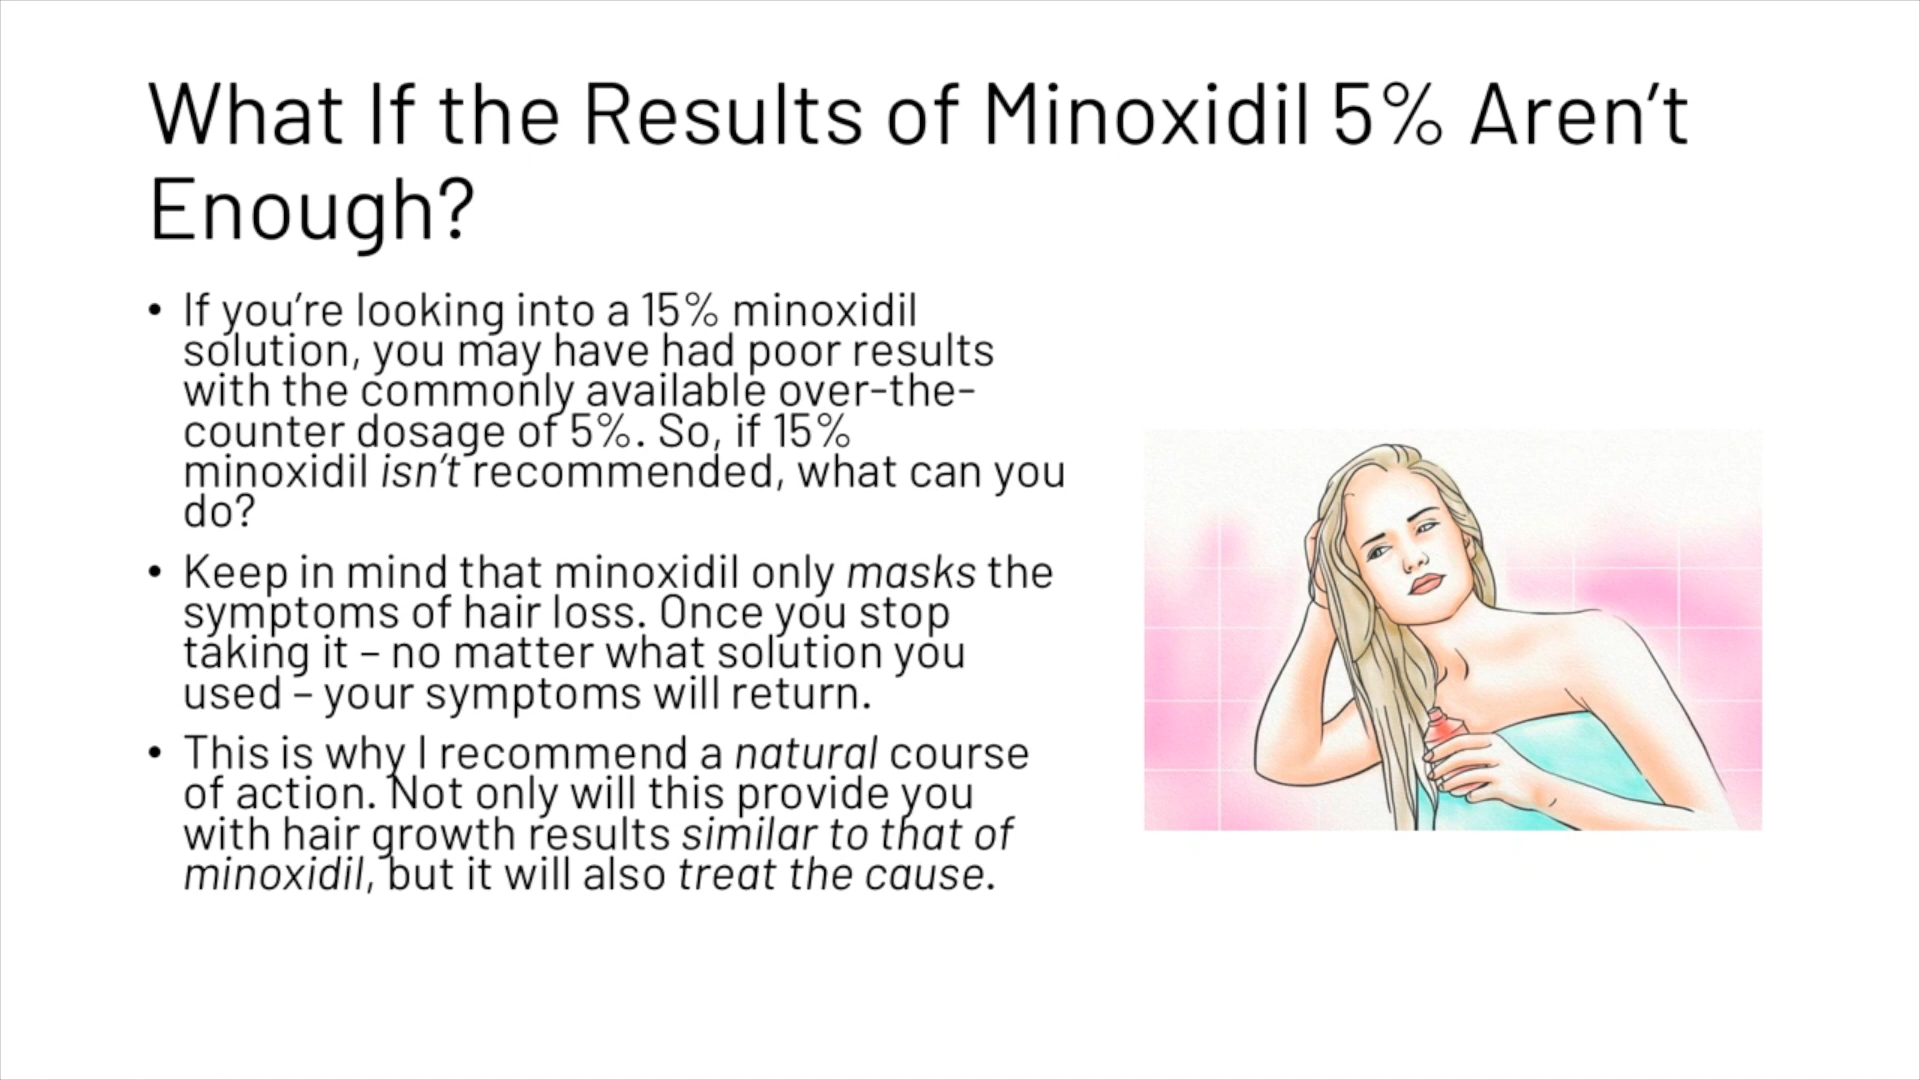 What If the Results of Minoxidil 5% Aren’t
Enough?
• If you’re looking into a 15% minoxidil
solution, you may have had poor results
with the commonly available over-the-
counter dosage of 5%. So, if 15%
minoxidil isn’t recommended, what can you
do?
• Keep in mind that minoxidil only masks the
symptoms of hair loss. Once you stop
taking it – no matter what solution you
used – your symptoms will return.
• This is why I recommend a natural course
of action. Not only will this provide you
with hair growth results similar to that of
minoxidil, but it will also treat the cause.